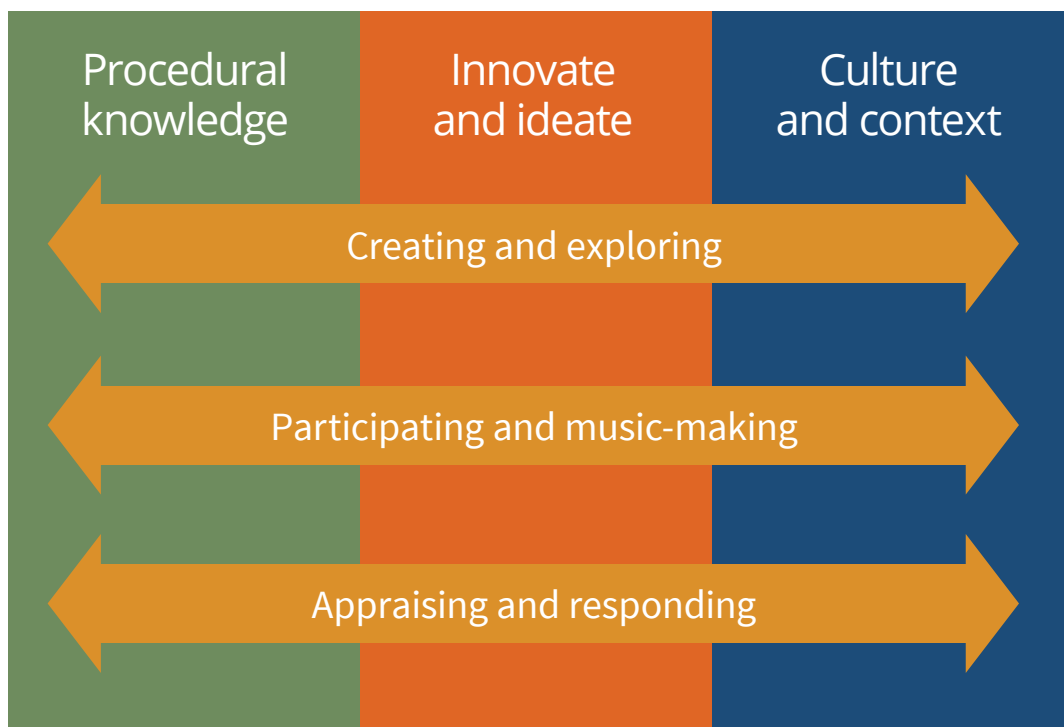 Procedural
knowledge
Innovate
and ideate
Culture
and context
Creating and exploring
Participating and music-making
Appraising and responding